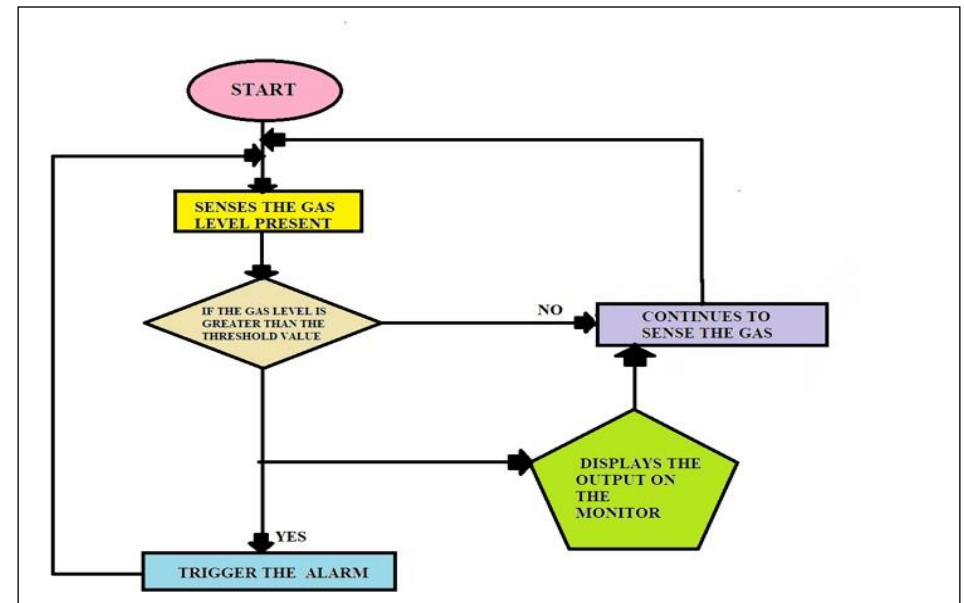 START
SENSES THE GAS
LEVEL PRESENT
IF THE GAS LEVEL IS
GREATER THAN THE
THRESHOLD VALUE
NO
CONTINUES TO
SENSE THE GAS
DISPLAYS THE
OUTPUT ON
THE
MONITOR
YES
TRIGGER THE ALARM